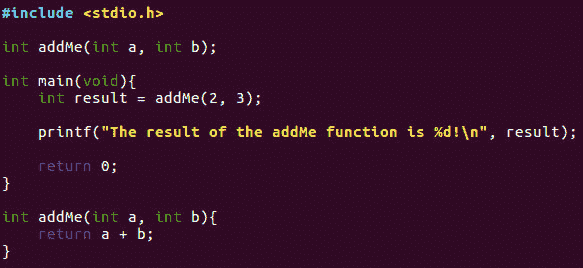 #include <stdio.h>
int addMe(int a, int b);
int main(void){
    int result = addMe(2, 3);
    printf("The result of the addMe function is %d!\n", result);
    return 0;
}
int addMe(int a, int b){
    return a + b;
}